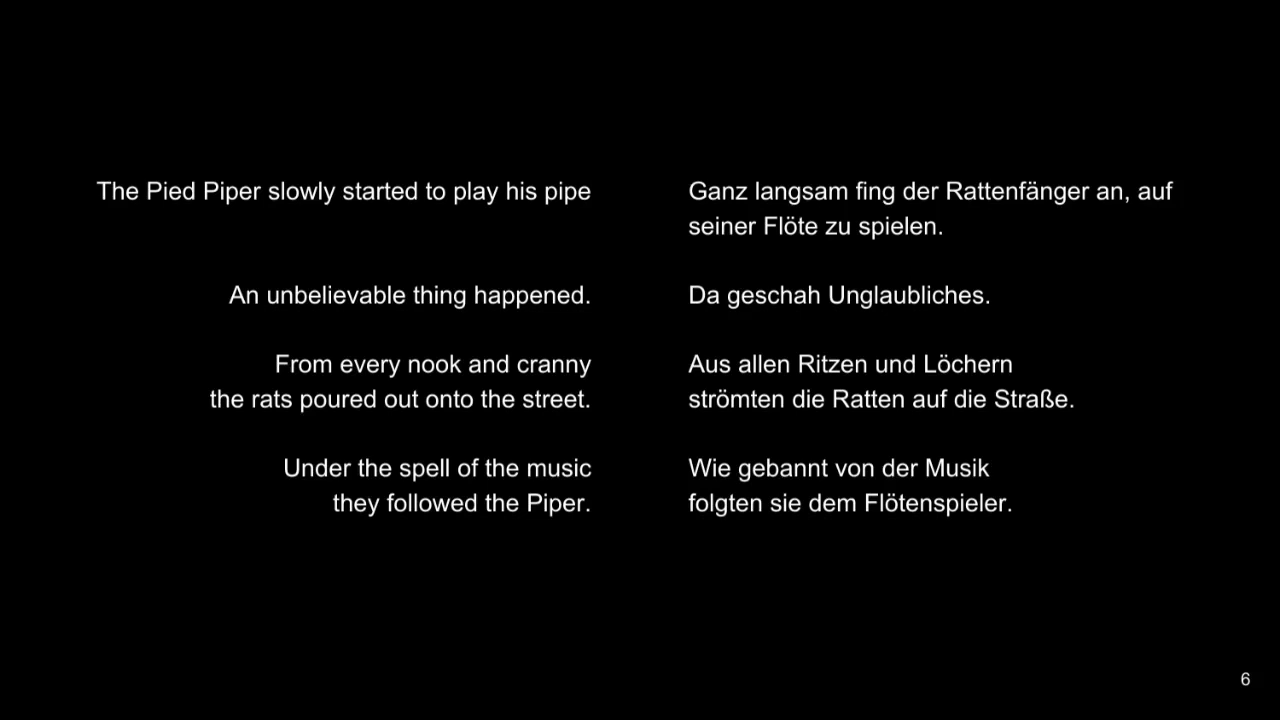 The Pied Piper slowly started to play his pipe
An unbelievable thing happened.
From every nook and cranny
the rats poured out onto the street.
Under the spell of the music
they followed the Piper.
Ganz langsam fing der Rattenfänger an, auf
seiner Flöte zu spielen.
Da geschah Unglaubliches.
Aus allen Ritzen und Löchern
strömten die Ratten auf die Straße.
Wie gebannt von der Musik
folgten sie dem Flötenspieler.
6